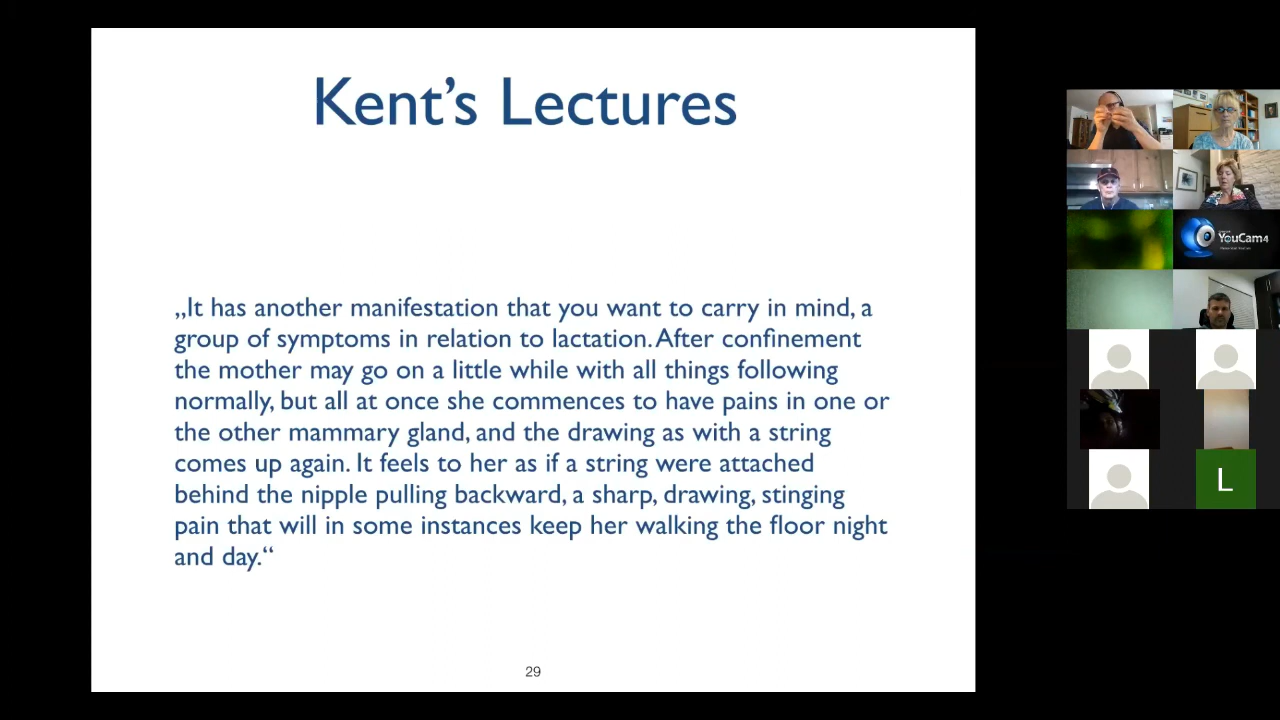 Kent’s Lectures
„It has another manifestation that you want to carry in mind, a
group of symptoms in relation to lactation. After confinement
the mother may go on a little while with all things following
normally, but all at once she commences to have pains in one or
the other mammary gland, and the drawing as with a string
comes up again. It feels to her as if a string were attached
behind the nipple pulling backward, a sharp, drawing, stinging
pain that will in some instances keep her walking the floor night
and day.“
29
YouCam4
L